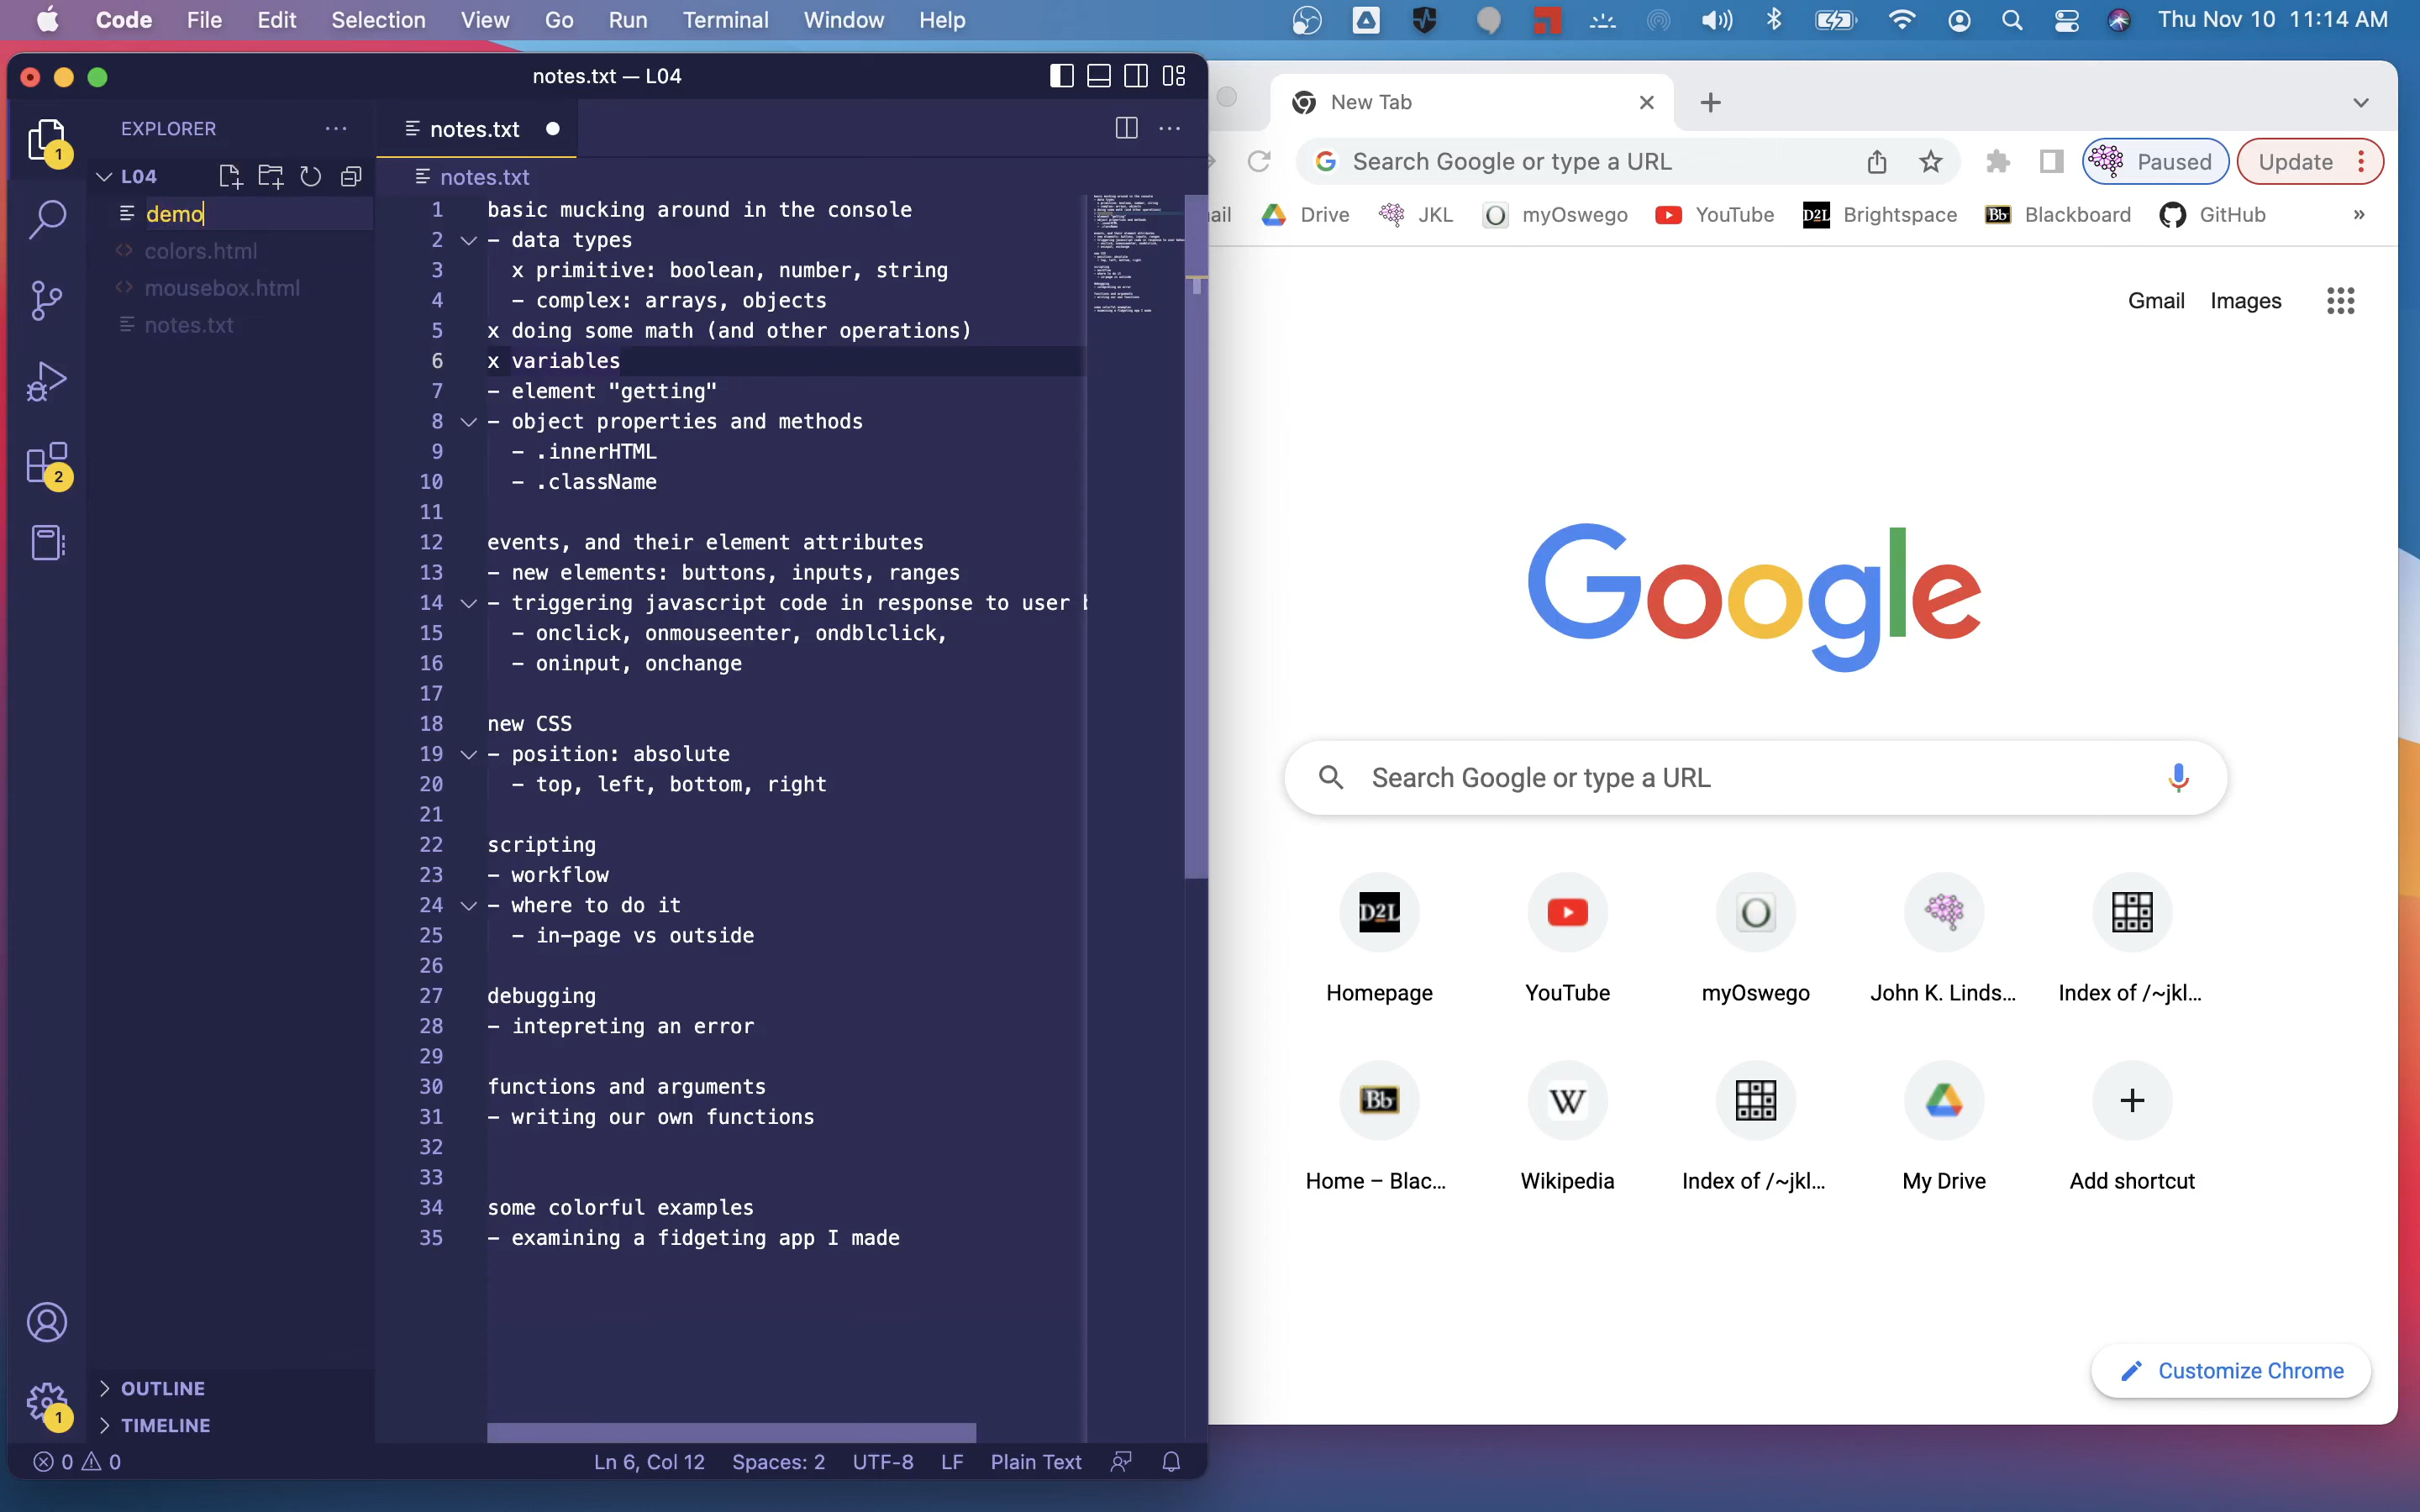 Code File Edit Selection View Go Run Terminal Window Help
Thu Nov 10 11:14 AM
notes.txt — L04
EXPLORER
L04
demo
colors.html
mousebox.html
notes.txt
OUTLINE
TIMELINE
1
2
1
notes.txt
notes.txt
1 basic mucking around in the console
2 - data types
3 x primitive: boolean, number, string
4 - complex: arrays, objects
5 x doing some math (and other operations)
6 x variables
7 - element "getting"
8 - object properties and methods
9 - .innerHTML
10 - .className
11
12 events, and their element attributes
13 - new elements: buttons, inputs, ranges
14 - triggering javascript code in response to user
15 - onclick, onmouseenter, ondblclick,
16 - oninput, onchange
17
18 new CSS
19 - position: absolute
20 - top, left, bottom, right
21
22 scripting
23 - workflow
24 - where to do it
25 - in-page vs outside
26
27 debugging
28 - intepreting an error
29
30 functions and arguments
31 - writing our own functions
32
33
34 some colorful examples
35 - examining a fidgeting app I made
0 0
Ln 6, Col 12 Spaces: 2 UTF-8 LF Plain Text
New Tab
Search Google or type a URL
Paused
Update
ail Drive JKL myOswego YouTube D2L Brightspace Bb Blackboard GitHub »
Gmail Images
Google
Search Google or type a URL
D2L
Homepage YouTube myOswego John K. Linds... Index of /~jkl...
Bb W
Home – Blac... Wikipedia Index of /~jkl... My Drive Add shortcut
Customize Chrome